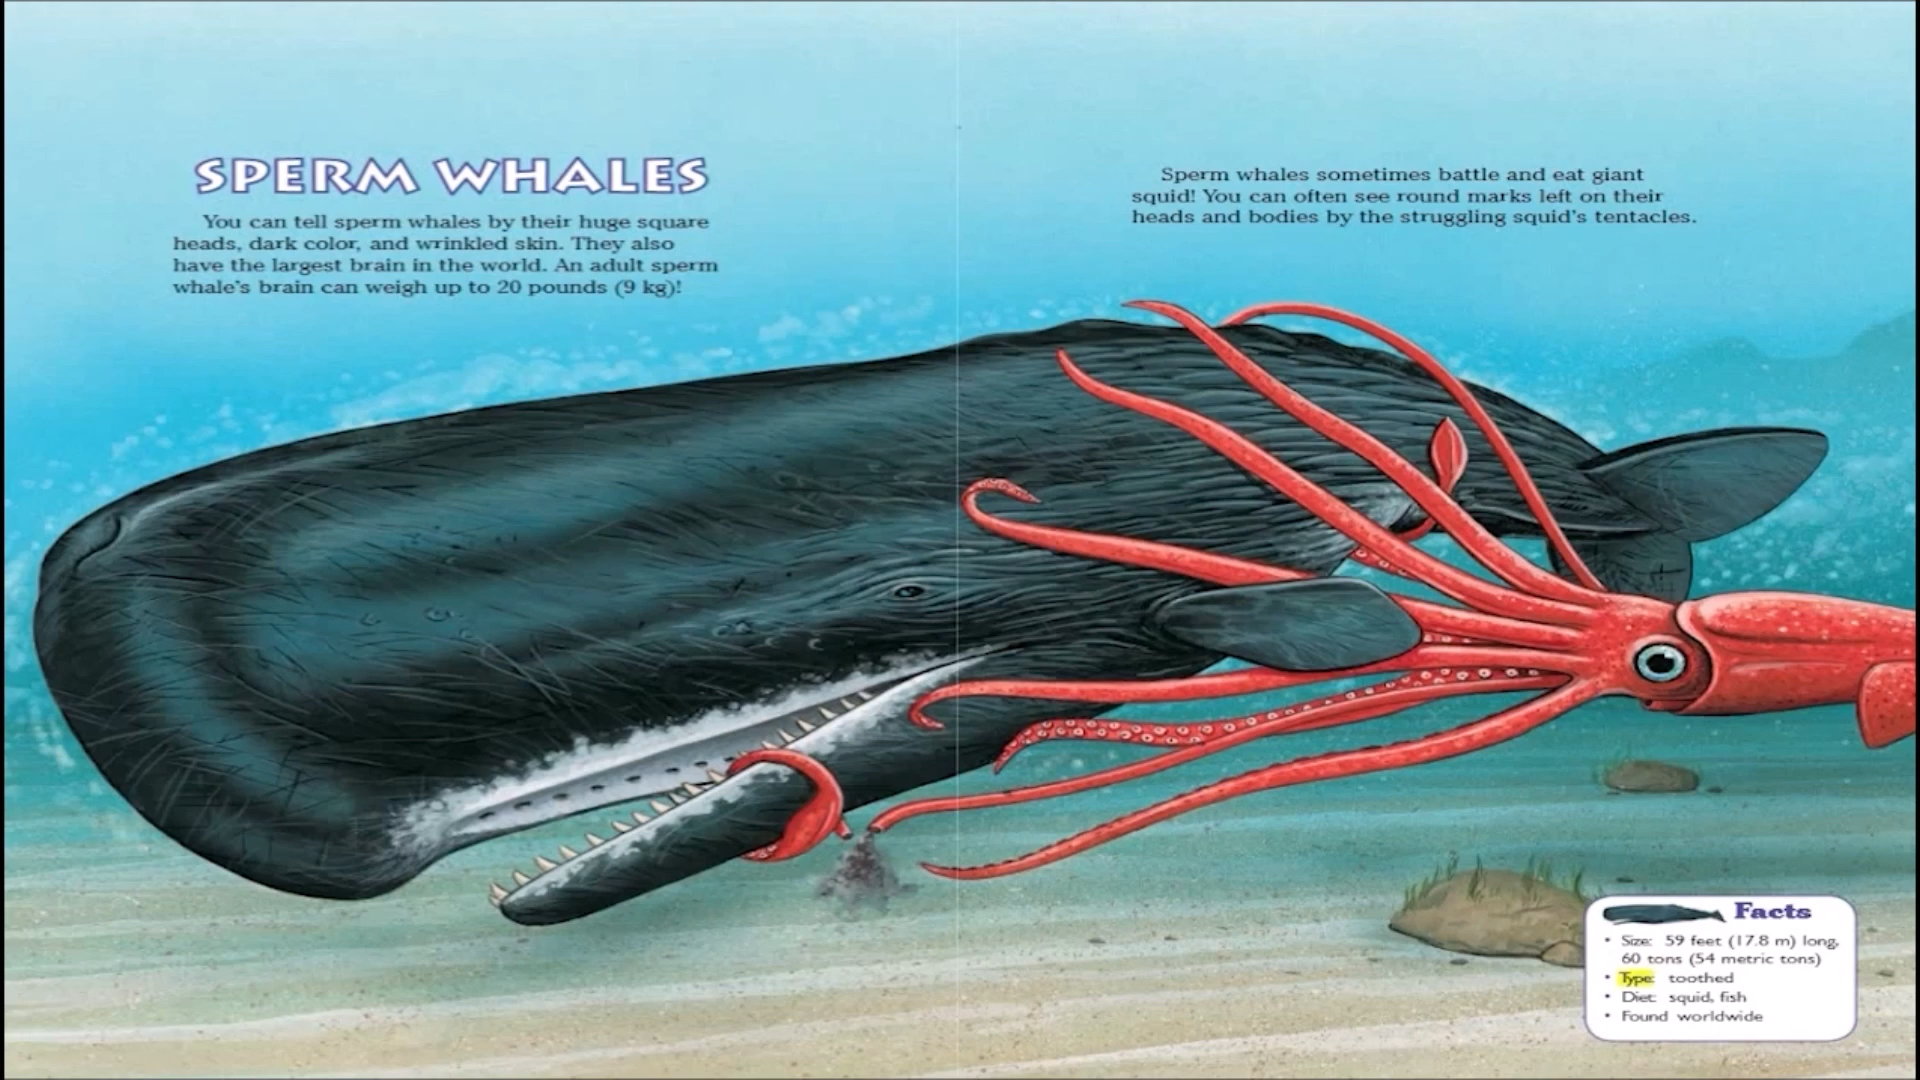 SPERM WHALES
You can tell sperm whales by their huge square
heads, dark color, and wrinkled skin. They also
have the largest brain in the world. An adult sperm
whale's brain can weigh up to 20 pounds (9 kg)!
Sperm whales sometimes battle and eat giant
squid! You can often see round marks left on their
heads and bodies by the struggling squid's tentacles.
Facts
• Size: 59 feet (17.8 m) long,
60 tons (54 metric tons)
• Type: toothed
• Diet: squid, fish
• Found worldwide